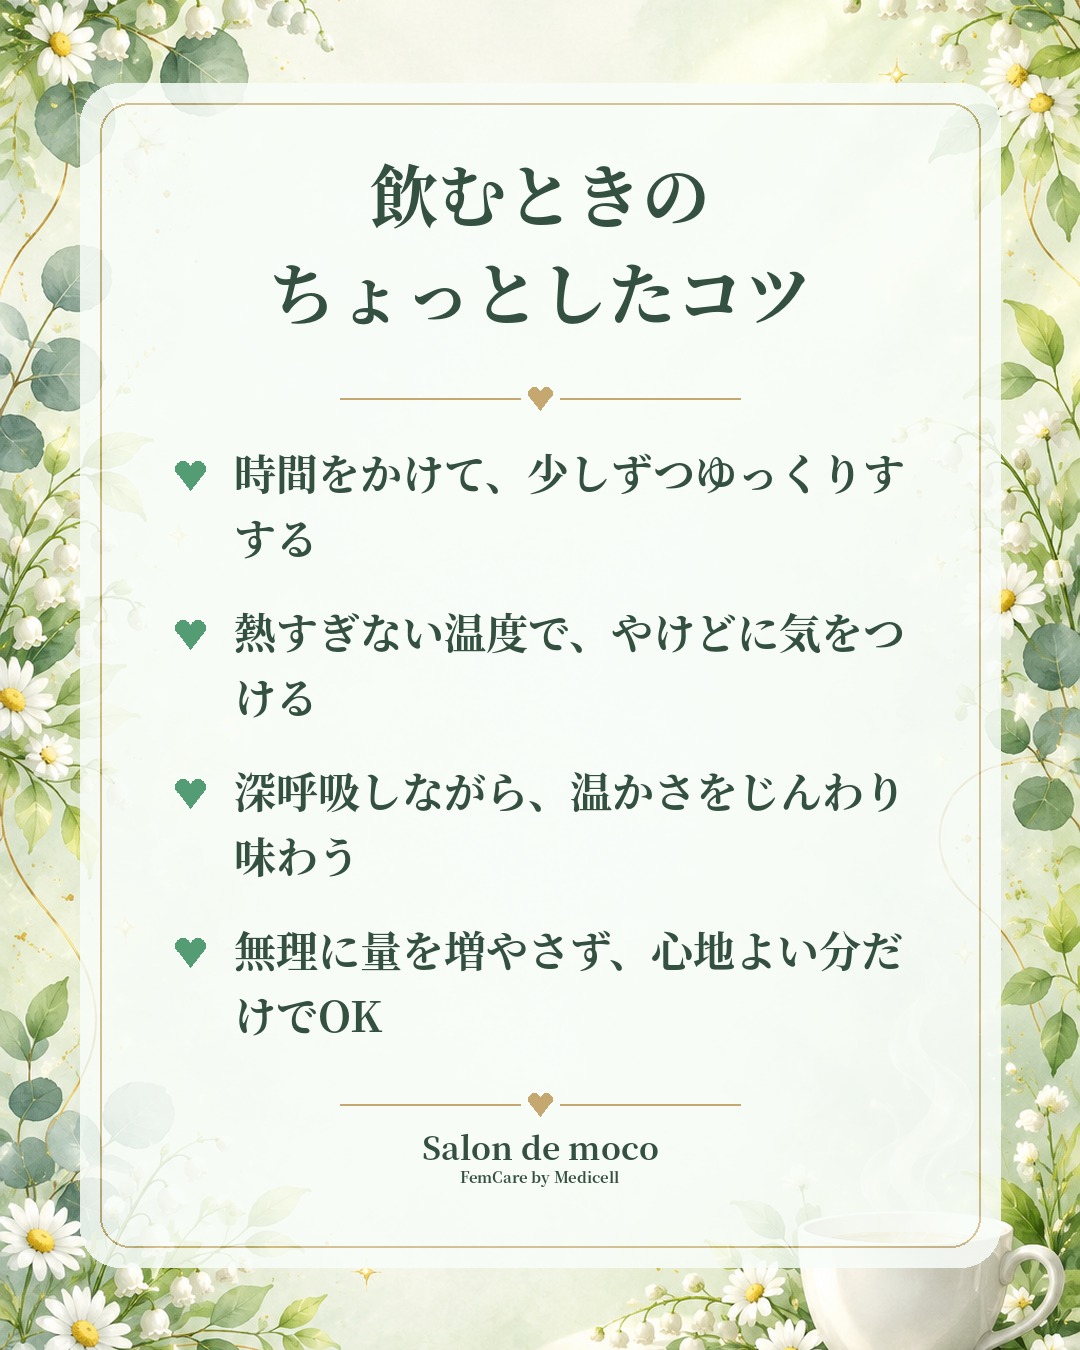 飲むときの
ちょっとしたコツ
時間をかけて、少しずつゆっくりす
する
熱すぎない温度で、やけどに気をつ
ける
深呼吸しながら、温かさをじんわり
味わう
無理に量を増やさず、心地よい分だ
けでOK
Salon de moco
FemCare by Medicell